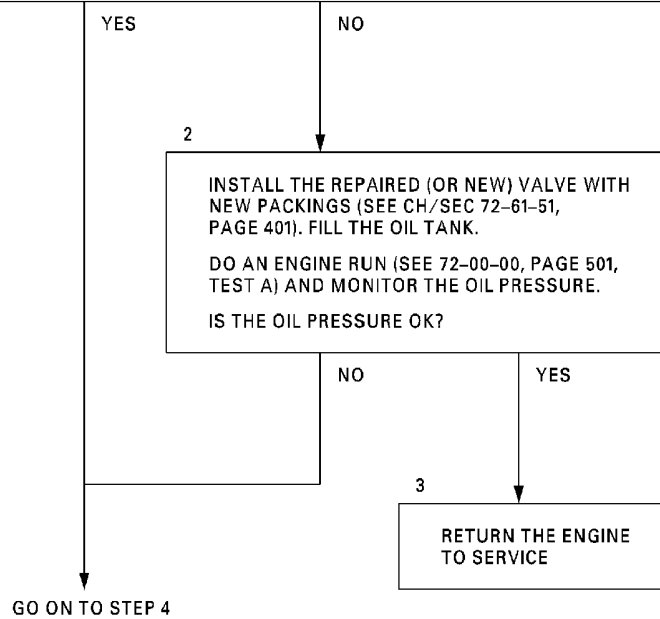 YES
NO
2
INSTALL THE REPAIRED (OR NEW) VALVE WITH
NEW PACKINGS (SEE CH/SEC 72–61–51,
PAGE 401). FILL THE OIL TANK.
DO AN ENGINE RUN (SEE 72–00–00, PAGE 501,
TEST A) AND MONITOR THE OIL PRESSURE.
IS THE OIL PRESSURE OK?
NO
YES
3
RETURN THE ENGINE
TO SERVICE
GO ON TO STEP 4